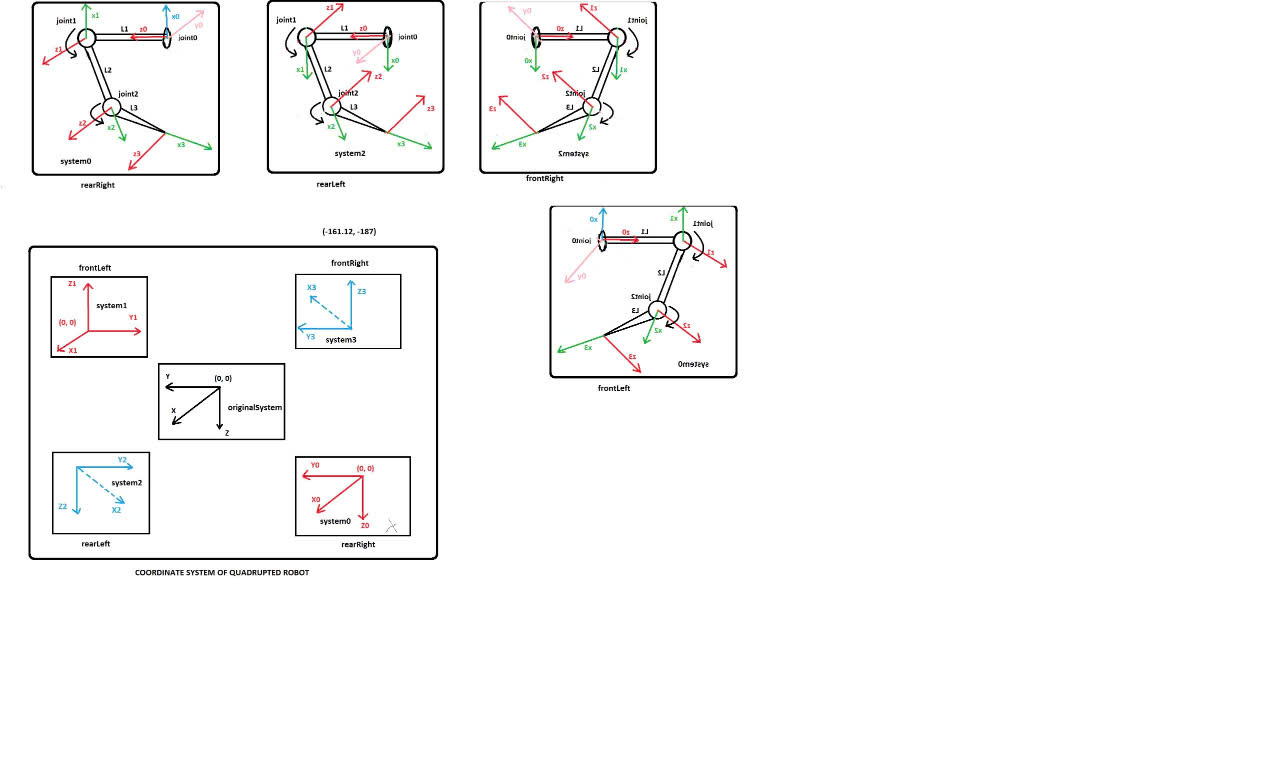 joint1
x1
L1
z0
x0
y0
joint0
z1
L2
joint2
L3
z2
x2
z3
x3
system0
rearRight
joint1
z1
L1
z0
joint0
y0
x0
x1
L2
z2
joint2
L3
z3
x2
x3
system2
rearLeft
y0
z1
joint1
joint0
z0
L1
x0
x1
z2
L2
joint2
z3
L3
x2
x3
system2
frontRight
x0
x1
joint1
joint0
z0
L1
z1
y0
L2
joint2
L3
z2
x2
x3
z3
system0
frontLeft
(-161.12, -187)
frontLeft
Z1
system1
(0, 0)
Y1
X1
frontRight
X3
Z3
Y3
system3
Y
(0, 0)
X
originalSystem
Z
Y2
system2
Z2
X2
rearLeft
Y0
(0, 0)
X0
system0
Z0
rearRight
COORDINATE SYSTEM OF QUADRUPTED ROBOT